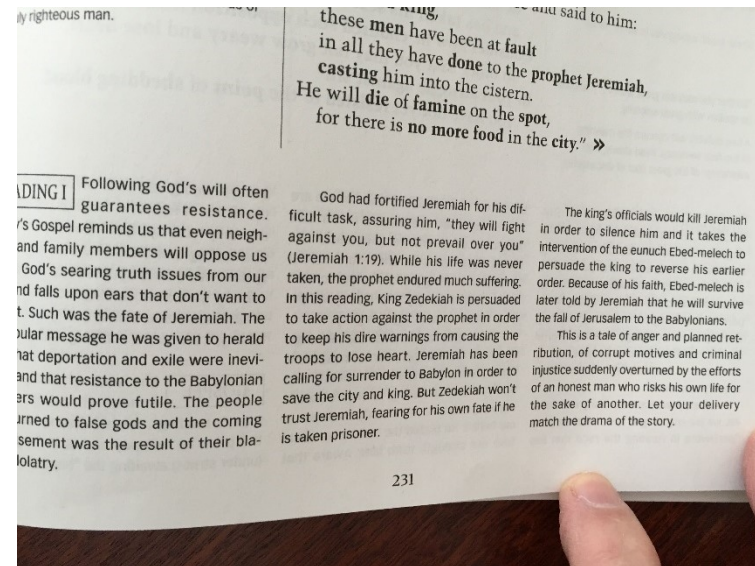 righteous man.
King,
and said to him:
these men have been at fault
in all they have done to the prophet Jeremiah,
casting him into the cistern.
He will die of famine on the spot,
for there is no more food in the city." »
ADING I
Following God's will often
guarantees resistance.
's Gospel reminds us that even neigh-
and family members will oppose us
God's searing truth issues from our
nd falls upon ears that don't want to
t. Such was the fate of Jeremiah. The
pular message he was given to herald
hat deportation and exile were inevi-
and that resistance to the Babylonian
ers would prove futile. The people
urned to false gods and the coming
sement was the result of their bla-
dolatry.
God had fortified Jeremiah for his dif-
ficult task, assuring him, "they will fight
against you, but not prevail over you"
(Jeremiah 1:19). While his life was never
taken, the prophet endured much suffering.
In this reading, King Zedekiah is persuaded
to take action against the prophet in order
to keep his dire warnings from causing the
troops to lose heart. Jeremiah has been
calling for surrender to Babylon in order to
save the city and king. But Zedekiah won't
trust Jeremiah, fearing for his own fate if he
is taken prisoner.
The king's officials would kill Jeremiah
in order to silence him and it takes the
intervention of the eunuch Ebed-melech to
persuade the king to reverse his earlier
order. Because of his faith, Ebed-melech is
later told by Jeremiah that he will survive
the fall of Jerusalem to the Babylonians.
This is a tale of anger and planned ret-
ribution, of corrupt motives and criminal
injustice suddenly overturned by the efforts
of an honest man who risks his own life for
the sake of another. Let your delivery
match the drama of the story.
231